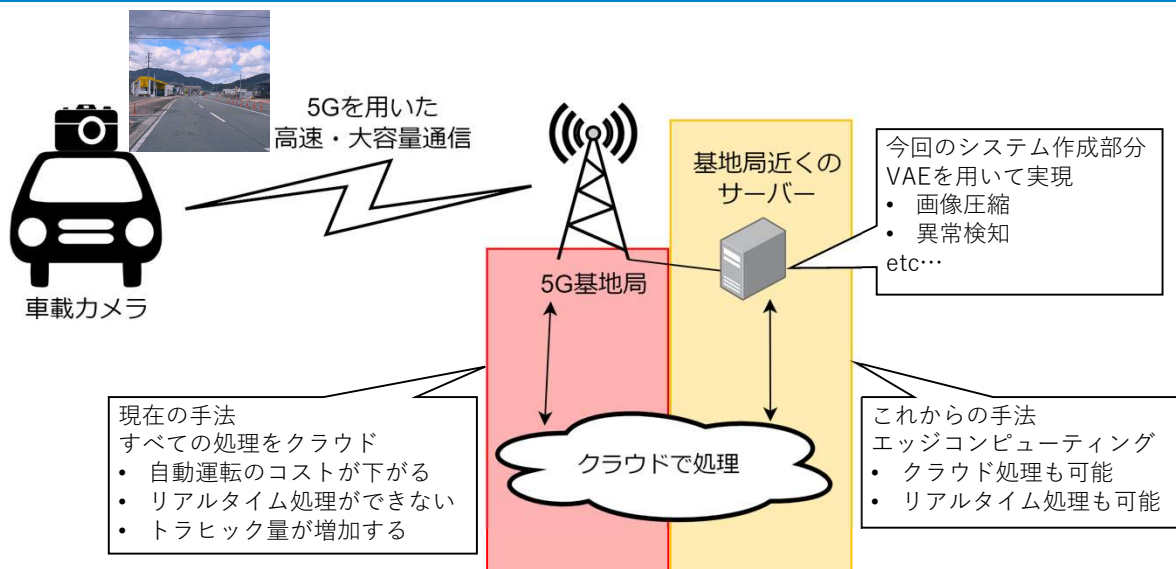 5Gを用いた
高速・大容量通信
車載カメラ
5G基地局
基地局近くの
サーバー
今回のシステム作成部分
VAEを用いて実現
• 画像圧縮
• 異常検知
etc…
現在の手法
すべての処理をクラウド
• 自動運転のコストが下がる
• リアルタイム処理ができない
• トラヒック量が増加する
クラウドで処理
これからの手法
エッジコンピューティング
• クラウド処理も可能
• リアルタイム処理も可能